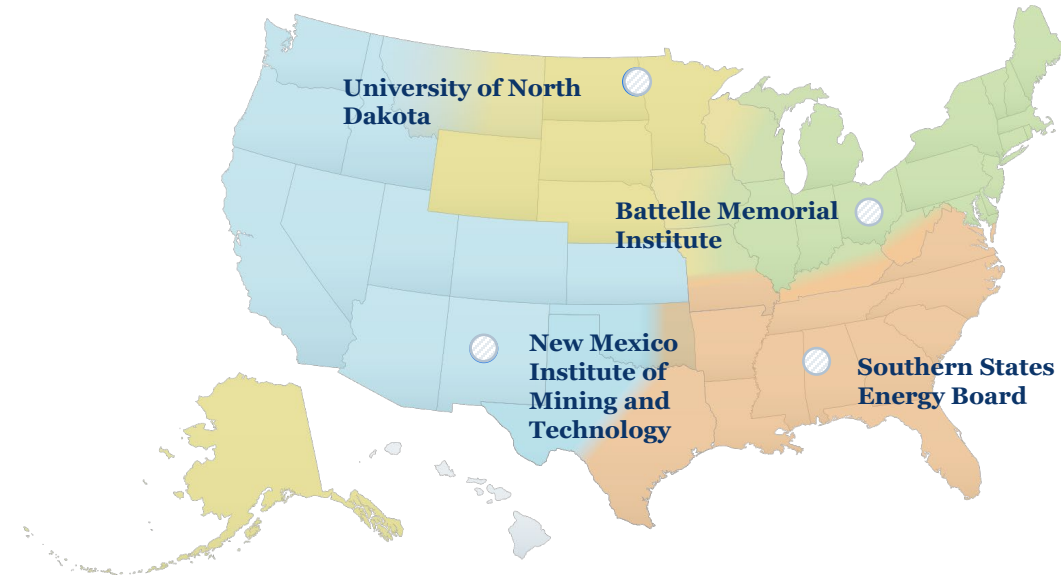 University of North
Dakota
Battelle Memorial
Institute
New Mexico
Institute of
Mining and
Technology
Southern States
Energy Board